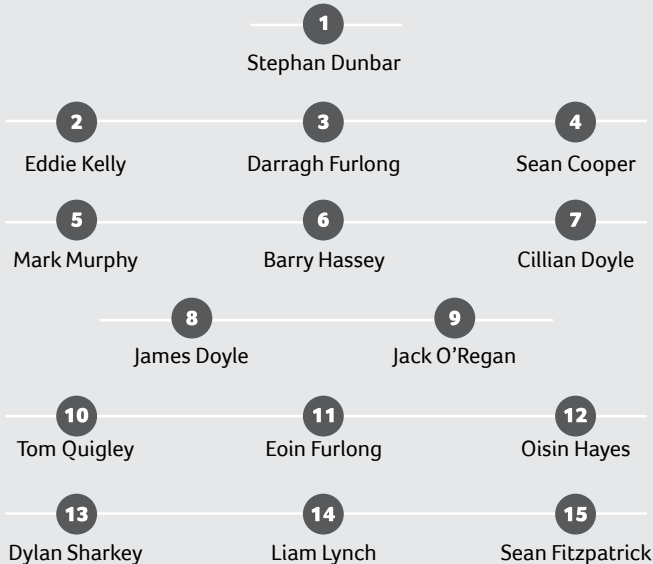 1
Stephan Dunbar
2 3 4
Eddie Kelly Darragh Furlong Sean Cooper
5 6 7
Mark Murphy Barry Hassey Cillian Doyle
8 9
James Doyle Jack O’Regan
10 11 12
Tom Quigley Eoin Furlong Oisin Hayes
13 14 15
Dylan Sharkey Liam Lynch Sean Fitzpatrick